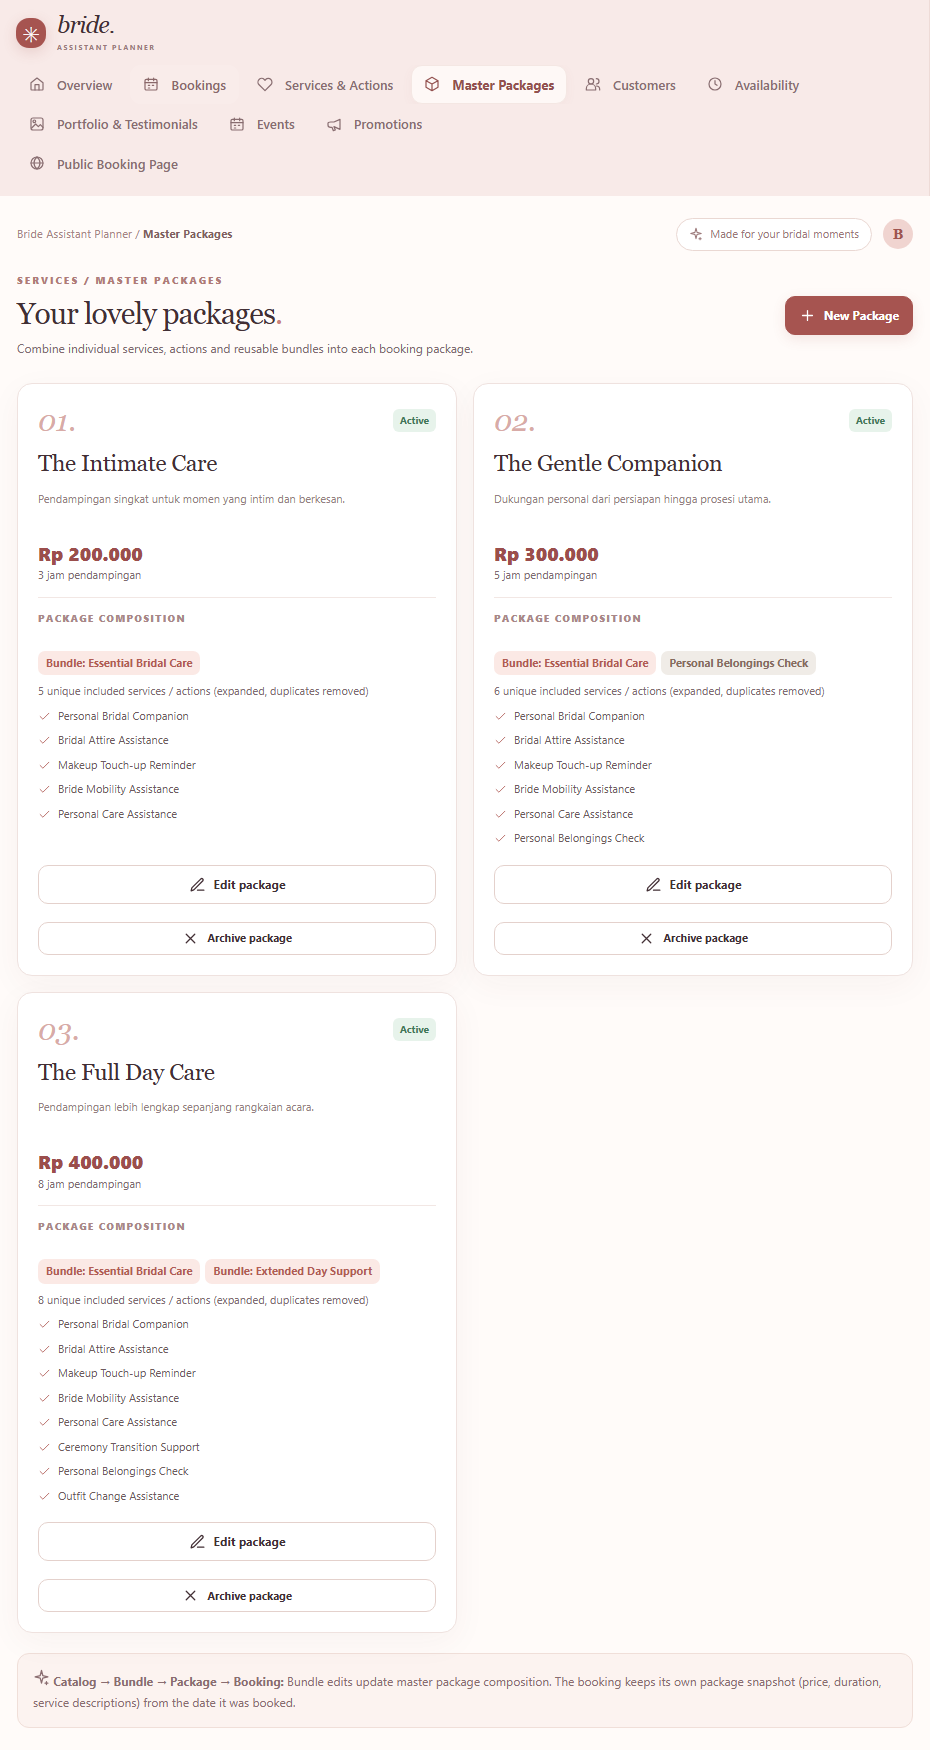 bride.
ASSISTANT PLANNER
Overview
Bookings
Services & Actions
Master Packages
Customers
Availability
Portfolio & Testimonials
Events
Promotions
Public Booking Page
Bride Assistant Planner / Master Packages
Made for your bridal moments
B
SERVICES / MASTER PACKAGES
Your lovely packages.
New Package
Combine individual services, actions and reusable bundles into each booking package.
01.
Active
The Intimate Care
Pendampingan singkat untuk momen yang intim dan berkesan.
Rp 200.000
3 jam pendampingan
PACKAGE COMPOSITION
Bundle: Essential Bridal Care
5 unique included services / actions (expanded, duplicates removed)
Personal Bridal Companion
Bridal Attire Assistance
Makeup Touch-up Reminder
Bride Mobility Assistance
Personal Care Assistance
Edit package
Archive package
02.
Active
The Gentle Companion
Dukungan personal dari persiapan hingga prosesi utama.
Rp 300.000
5 jam pendampingan
PACKAGE COMPOSITION
Bundle: Essential Bridal Care
Personal Belongings Check
6 unique included services / actions (expanded, duplicates removed)
Personal Bridal Companion
Bridal Attire Assistance
Makeup Touch-up Reminder
Bride Mobility Assistance
Personal Care Assistance
Personal Belongings Check
Edit package
Archive package
03.
Active
The Full Day Care
Pendampingan lebih lengkap sepanjang rangkaian acara.
Rp 400.000
8 jam pendampingan
PACKAGE COMPOSITION
Bundle: Essential Bridal Care
Bundle: Extended Day Support
8 unique included services / actions (expanded, duplicates removed)
Personal Bridal Companion
Bridal Attire Assistance
Makeup Touch-up Reminder
Bride Mobility Assistance
Personal Care Assistance
Ceremony Transition Support
Personal Belongings Check
Outfit Change Assistance
Edit package
Archive package
Catalog → Bundle → Package → Booking: Bundle edits update master package composition. The booking keeps its own package snapshot (price, duration,
service descriptions) from the date it was booked.